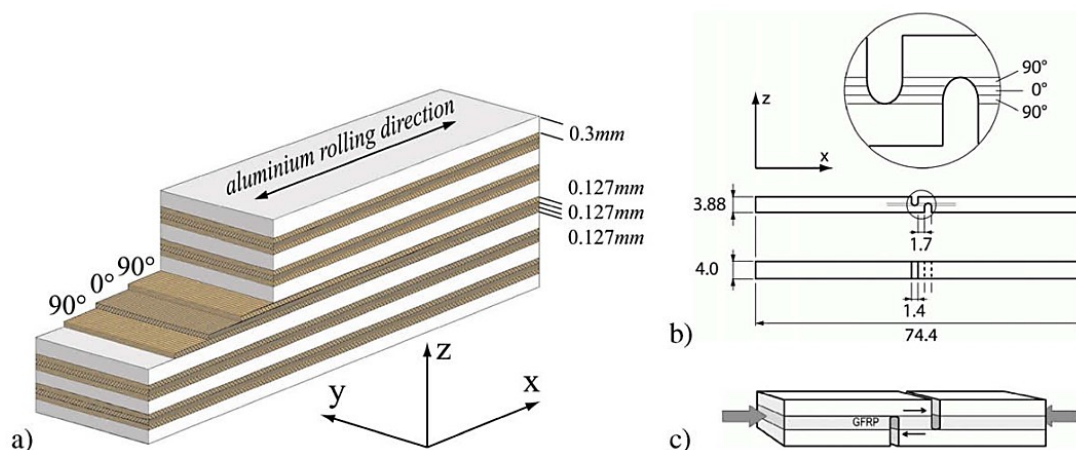 aluminium rolling direction
0.3mm
0.127mm
0.127mm
0.127mm
90°
0°
90°
z
y
x
a)
90°
0°
90°
z
x
3.88
1.7
4.0
1.4
74.4
b)
GFRP
c)